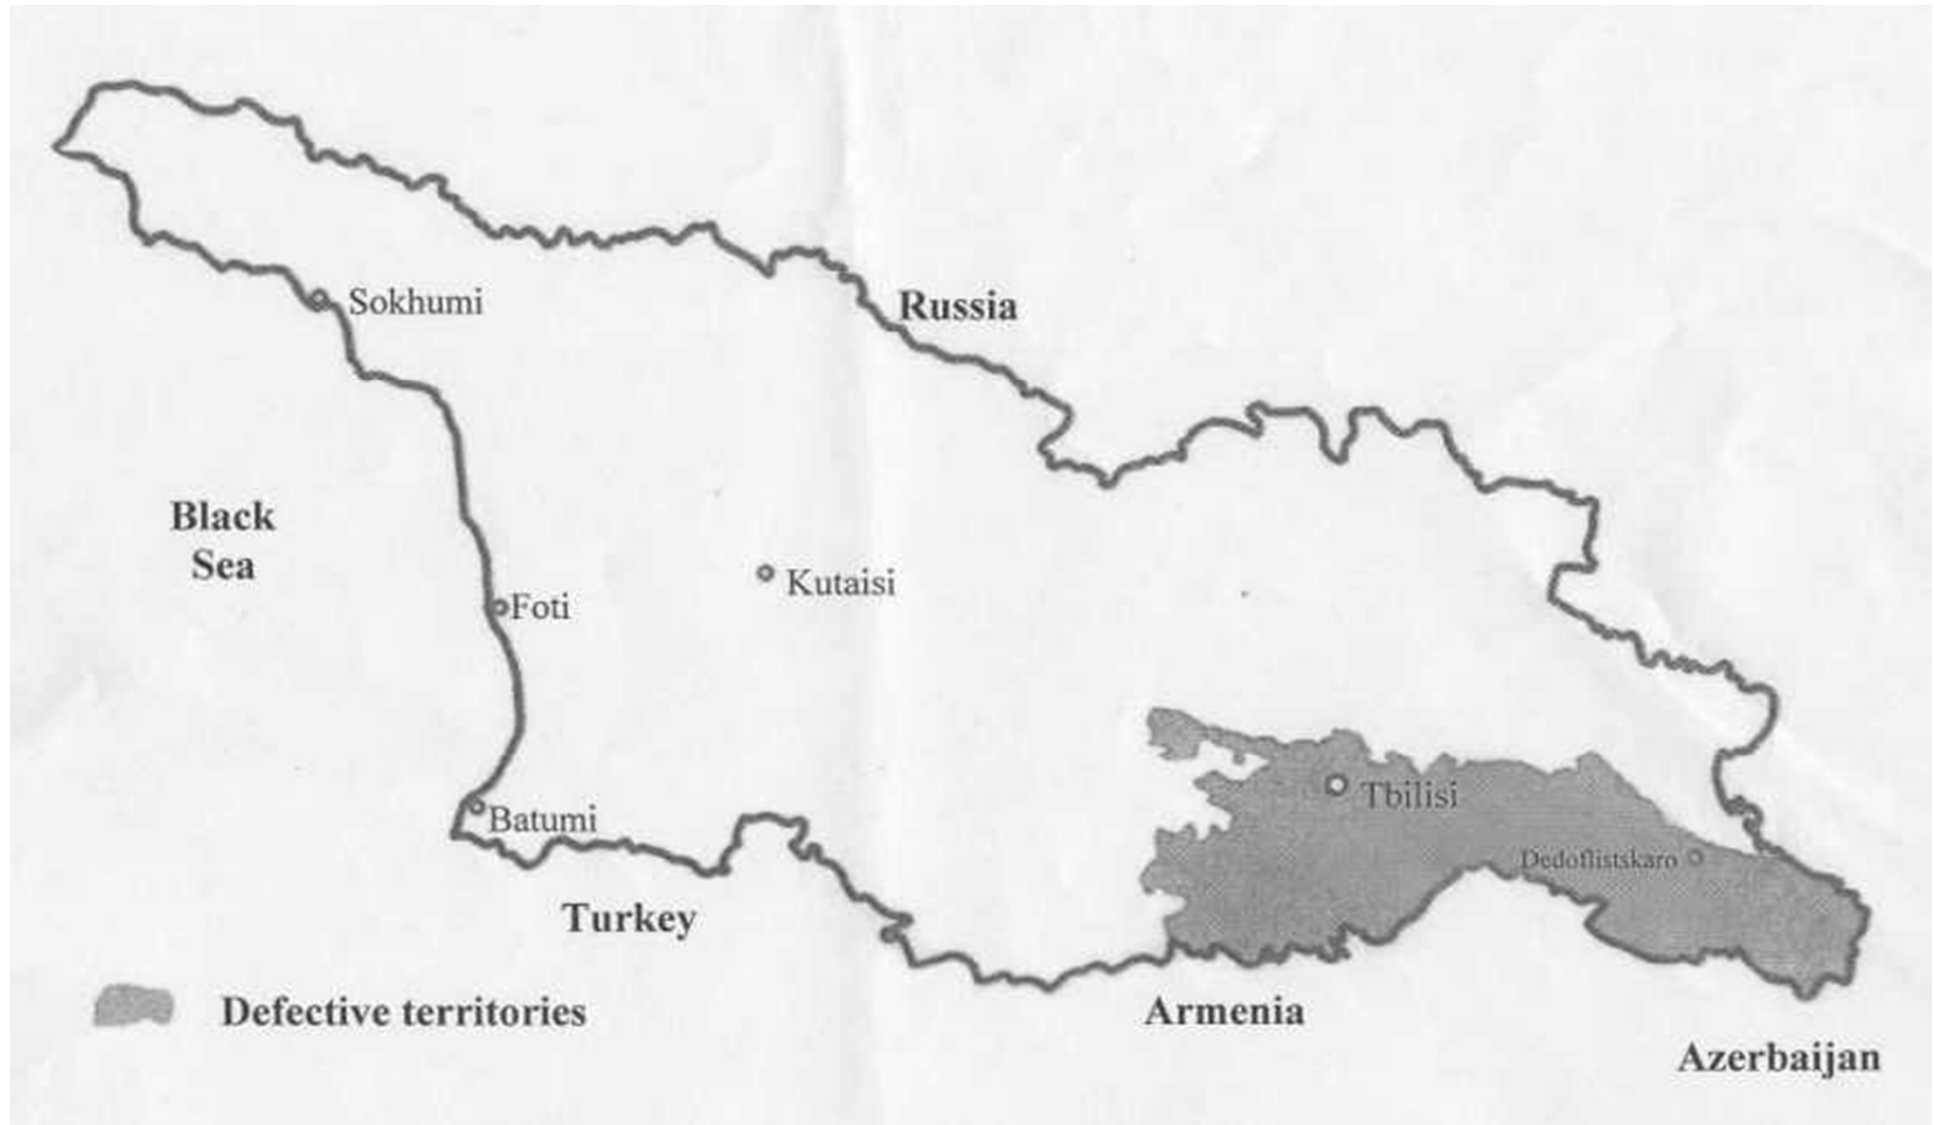 Sokhumi
Russia
Black
Sea
Kutaisi
Foti
Tbilisi
Batumi
Dedoflistskaro
Turkey
Defective territories
Armenia
Azerbaijan